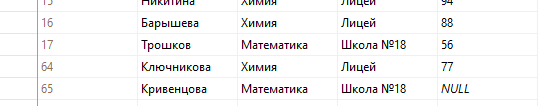 15 Никитина Химия Лицей 94
16 Барышева Химия Лицей 88
17 Трошков Математика Школа №18 56
64 Ключникова Химия Лицей 77
65 Кривенцова Математика Школа №18 NULL